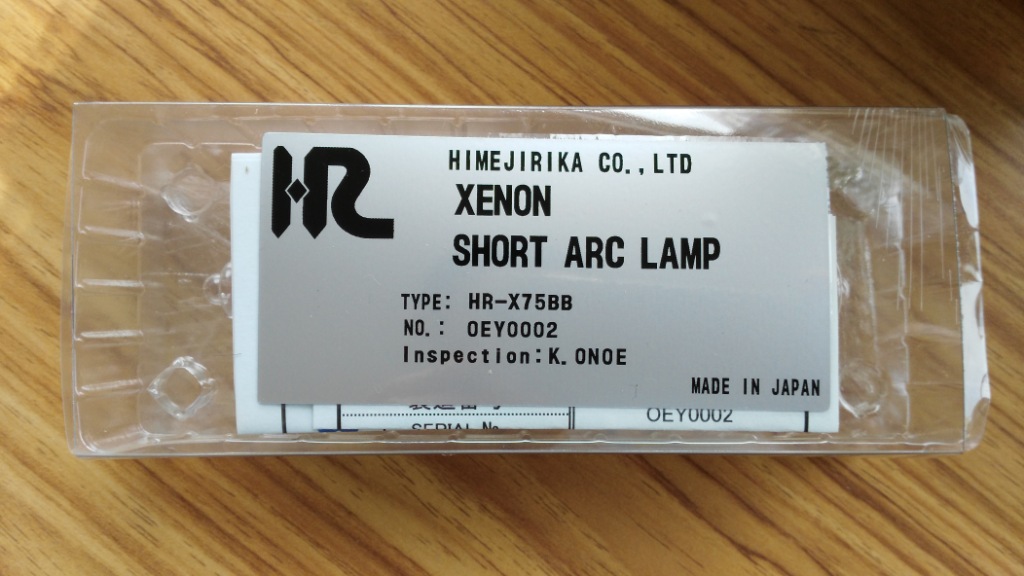 HR
HIMEJIRIKA CO., LTD
XENON
SHORT ARC LAMP
TYPE: HR-X75BB
NO.: OEY0002
Inspection: K. ONOE
MADE IN JAPAN
OEY0002
SERIAL No.